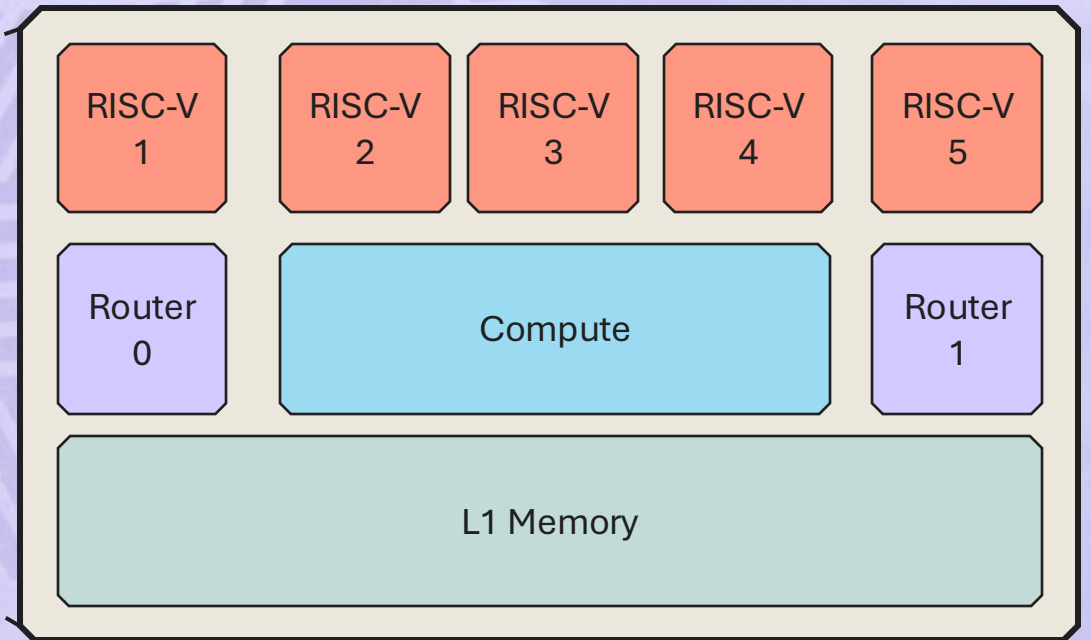 RISC-V
1
RISC-V
2
RISC-V
3
RISC-V
4
RISC-V
5
Router
0
Compute
Router
1
L1 Memory